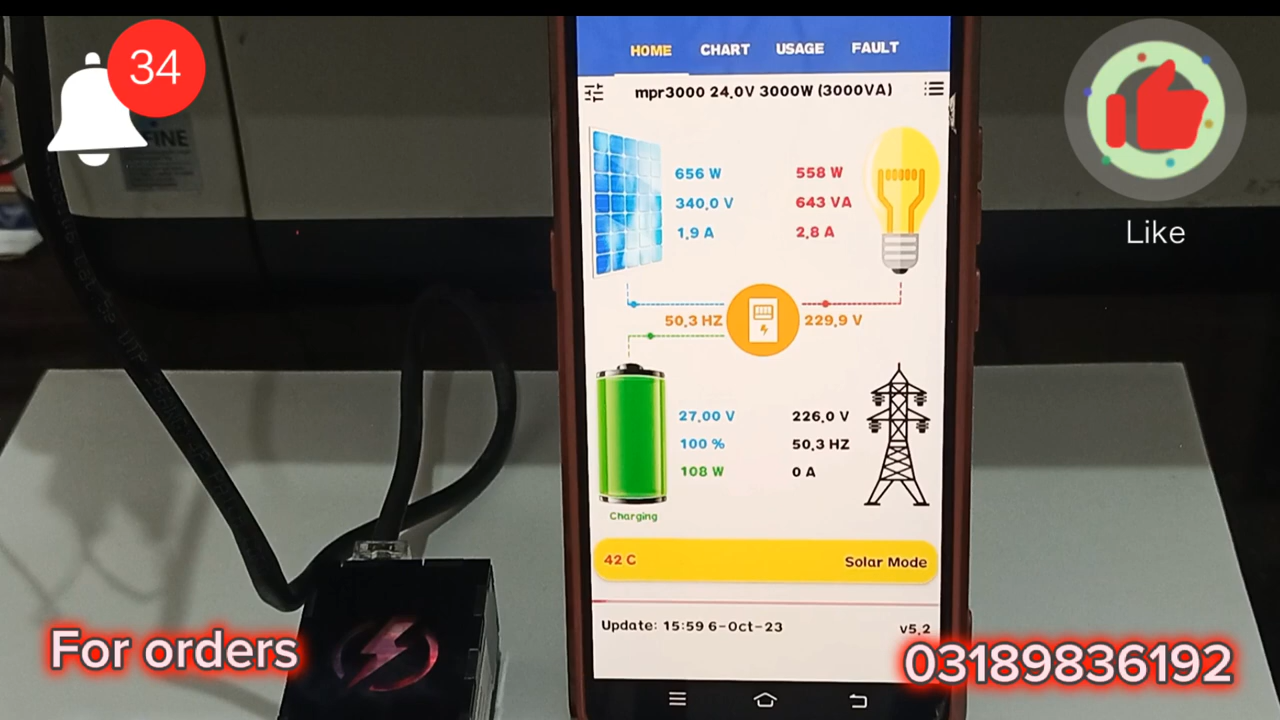 34
FINE
HOME CHART USAGE FAULT
mpr3000 24.0V 3000W (3000VA)
656 W
340.0 V
1.9 A
558 W
643 VA
2.8 A
Like
50.3 HZ
229.9 V
27.00 V
100 %
108 W
Charging
226.0 V
50.3 HZ
0 A
42 C
Solar Mode
Update: 15:59 6-Oct-23
v5.2
For orders
03189836192